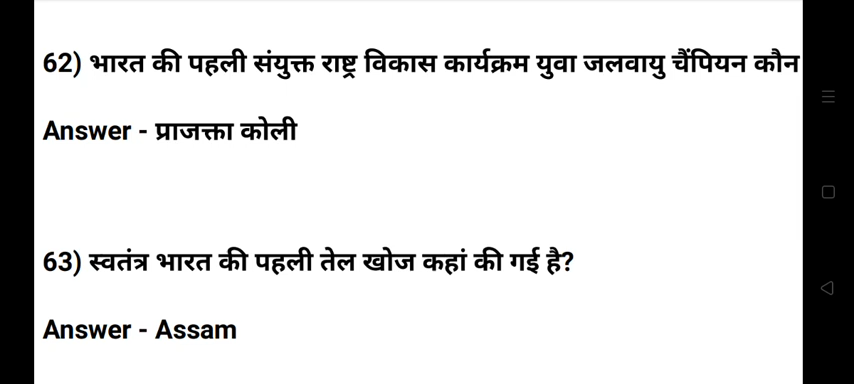 62) भारत की पहली संयुक्त राष्ट्र विकास कार्यक्रम युवा जलवायु चैंपियन कौन
Answer - प्राजक्ता कोली
63) स्वतंत्र भारत की पहली तेल खोज कहां की गई है?
Answer - Assam